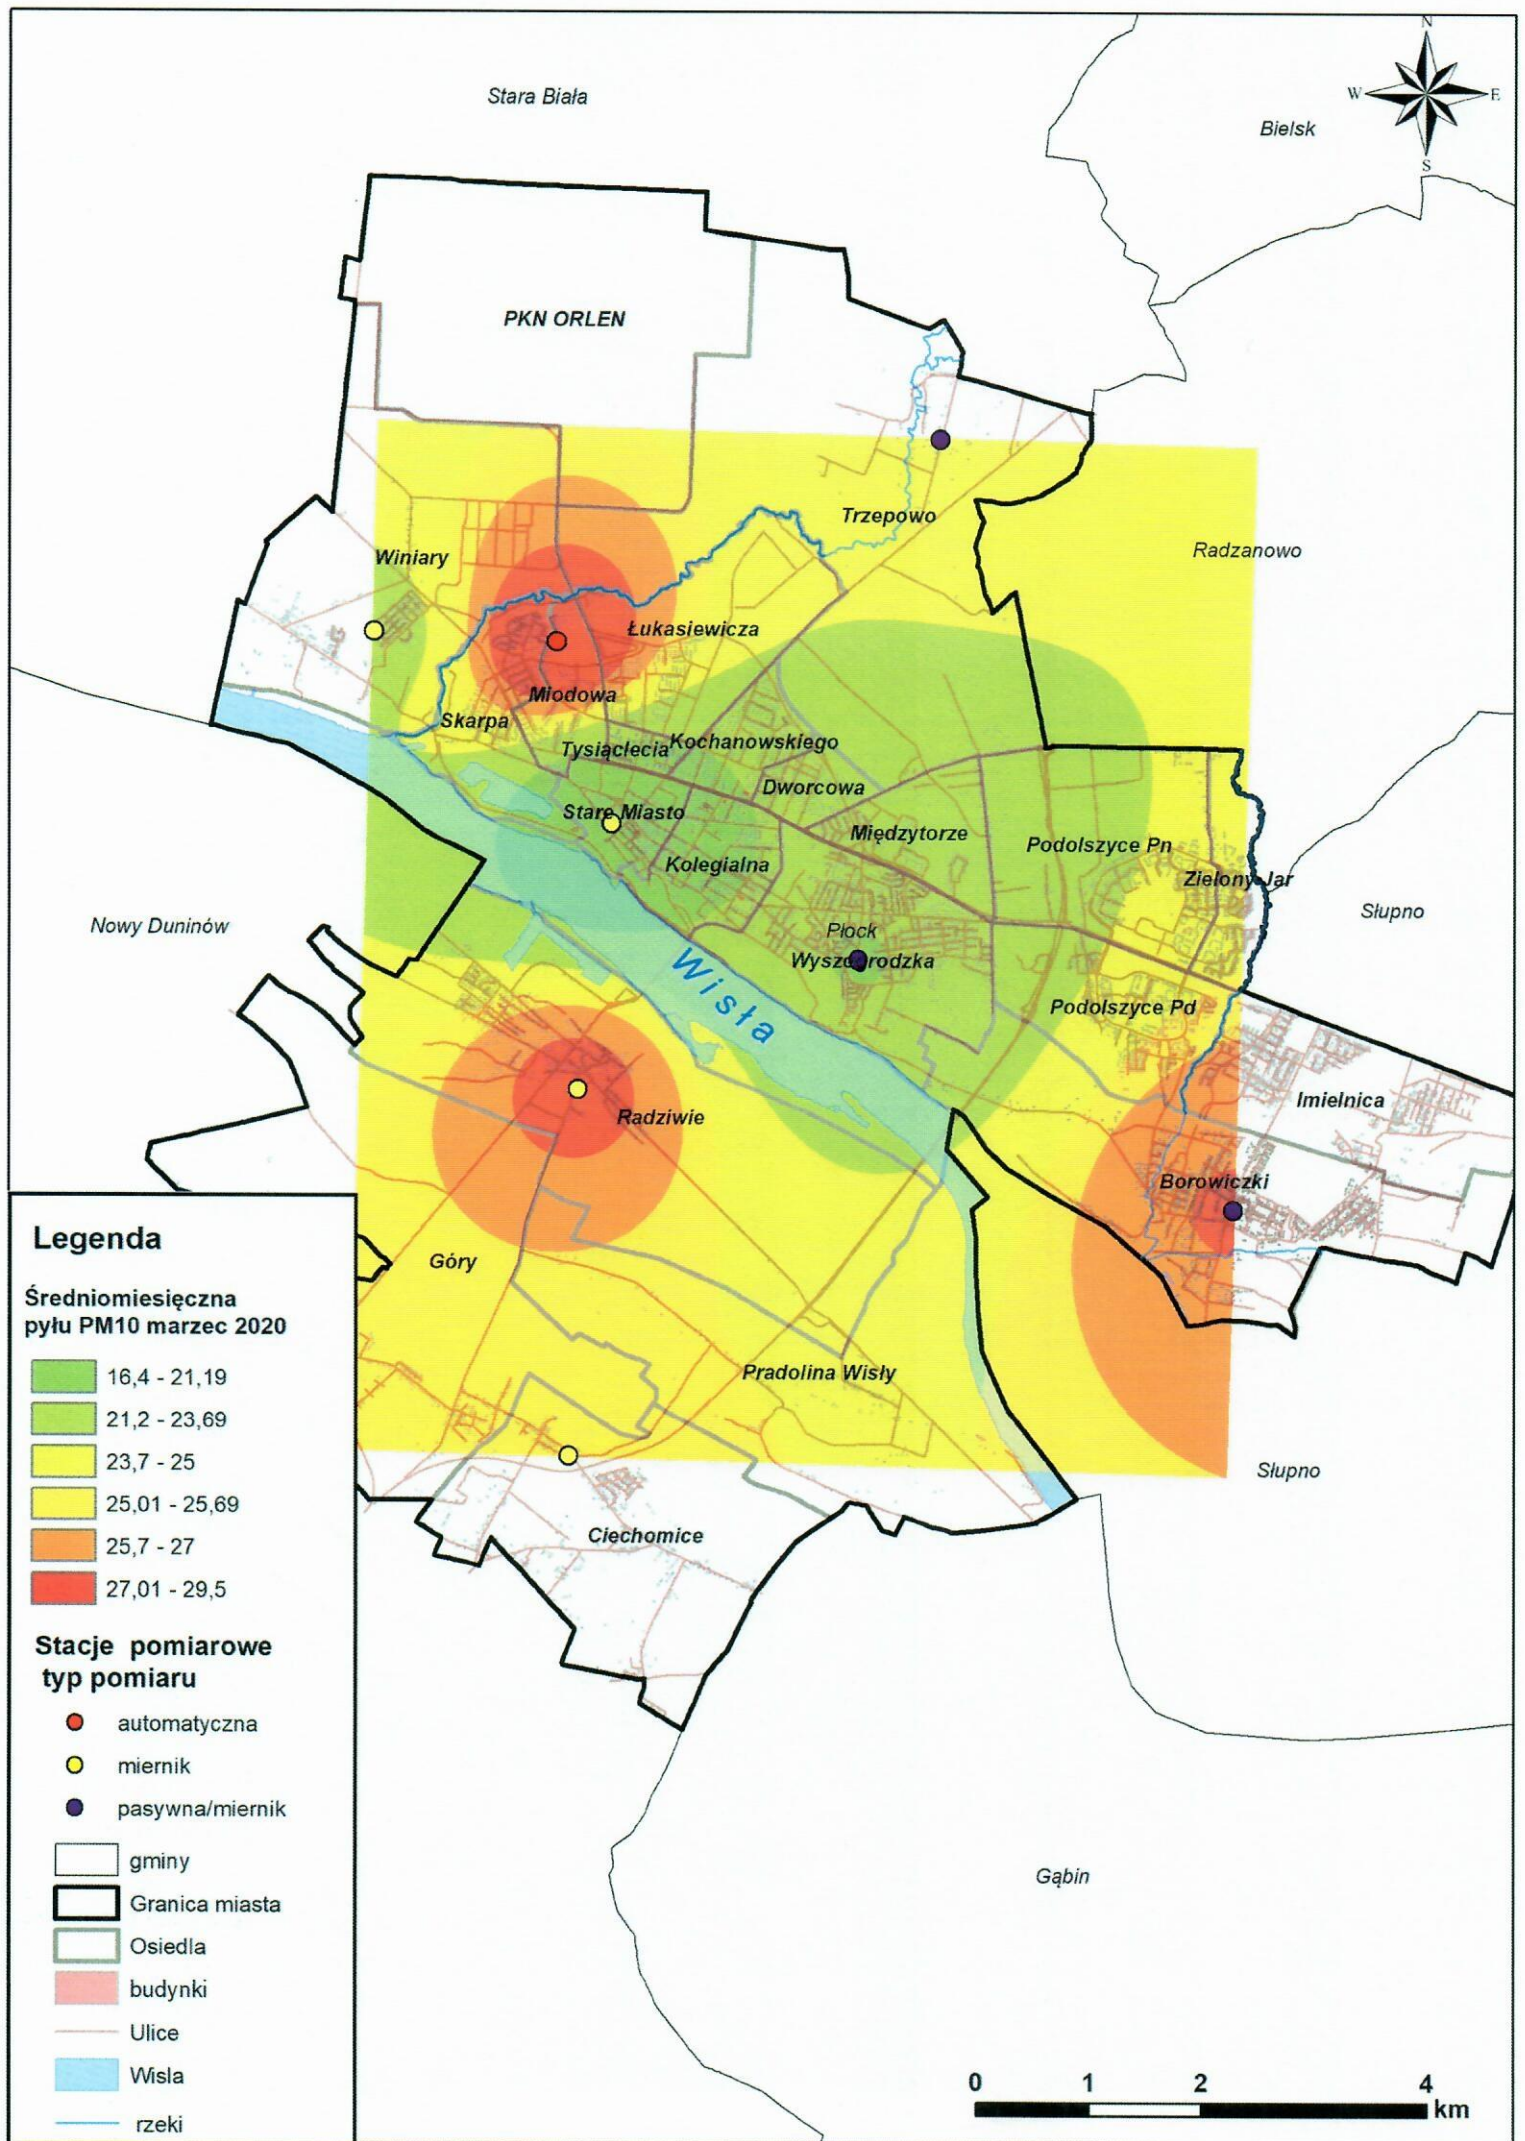 N
W
E
S
Stara Biała
Bielsk
PKN ORLEN
Trzepowo
Radzanowo
Winiary
Łukasiewicza
Miodowa
Skarpa
Tysiąclecia
Kochanowskiego
Dworcowa
Stare Miasto
Międzytorze
Podolszyce Pn
Kolegialna
Zielony Jar
Słupno
Nowy Duninów
Płock
Wyszogrodzka
Wisła
Podolszyce Pd
Imielnica
Radziwie
Borowiczki
Góry
Pradolina Wisły
Słupno
Ciechomice
Gąbin
Legenda
Średniomiesięczna
pyłu PM10 marzec 2020
16,4 - 21,19
21,2 - 23,69
23,7 - 25
25,01 - 25,69
25,7 - 27
27,01 - 29,5
Stacje pomiarowe
typ pomiaru
automatyczna
miernik
pasywna/miernik
gminy
Granica miasta
Osiedla
budynki
Ulice
Wisla
rzeki
0 1 2 4
km